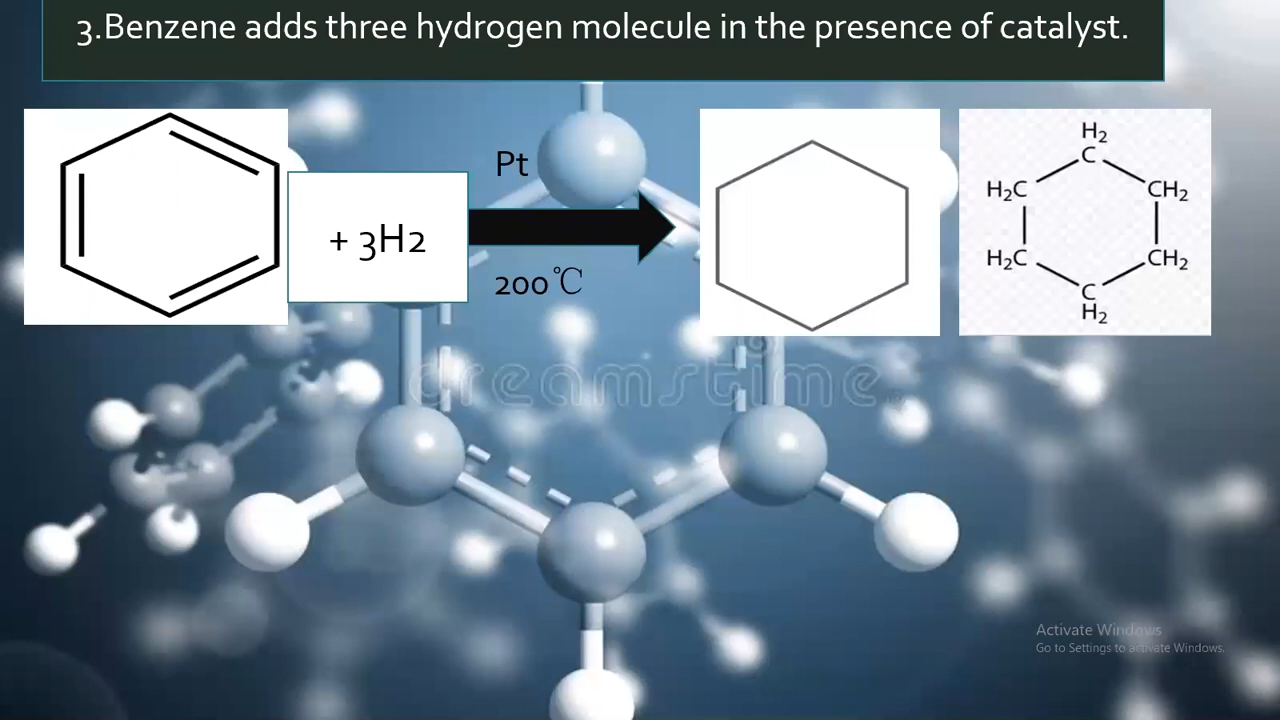 3.Benzene adds three hydrogen molecule in the presence of catalyst.
+ 3H2
Pt
200℃
H2
C
H2C
CH2
H2C
CH2
C
H2
dreamstime
Activate Windows
Go to Settings to activate Windows.